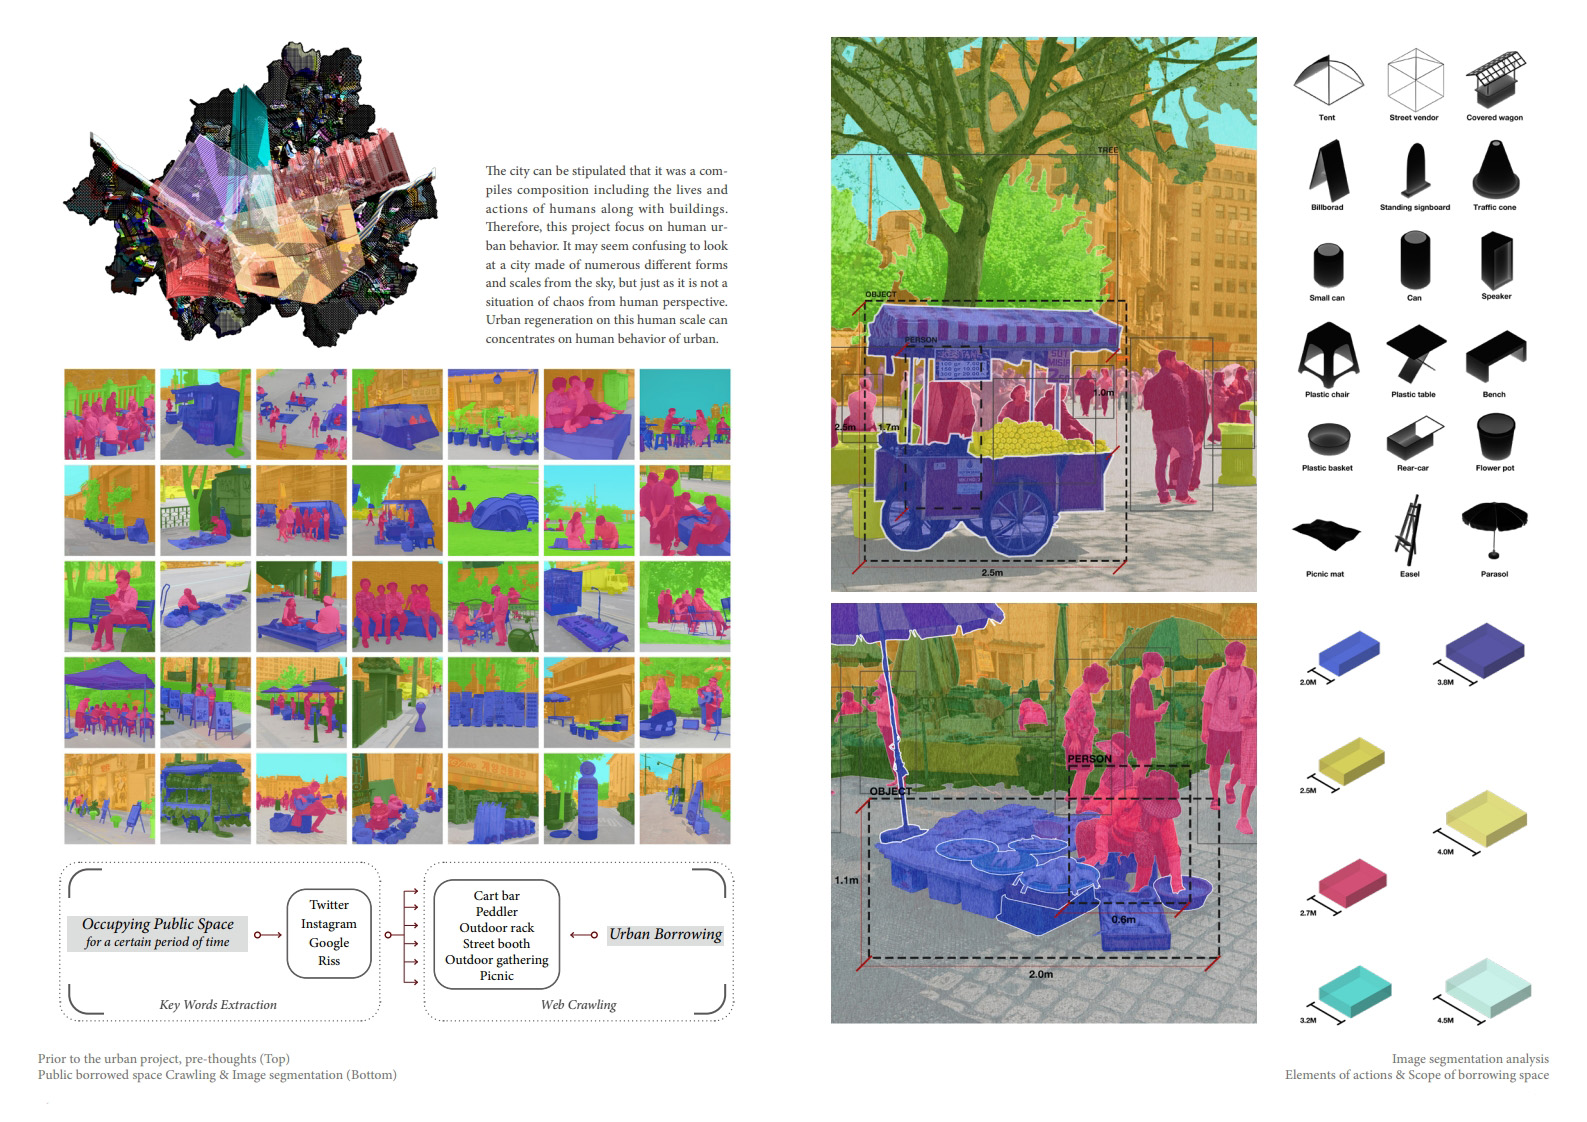 The city can be stipulated that it was a com-
piles composition including the lives and
actions of humans along with buildings.
Therefore, this project focus on human ur-
ban behavior. It may seem confusing to look
at a city made of numerous different forms
and scales from the sky, but just as it is not a
situation of chaos from human perspective.
Urban regeneration on this human scale can
concentrates on human behavior of urban.
Occupying Public Space
for a certain period of time
Twitter
Instagram
Google
Riss
Key Words Extraction
Cart bar
Peddler
Outdoor rack
Street booth
Outdoor gathering
Picnic
Urban Borrowing
Web Crawling
Prior to the urban project, pre-thoughts (Top)
Public borrowed space Crawling & Image segmentation (Bottom)
TREE
OBJECT
PERSON
KESTANE
SÜT
MISIR
1.0m
2.5m
1.7m
2.5m
PERSON
OBJECT
1.1m
0.6m
2.0m
Tent
Street vendor
Covered wagon
Billborad
Standing signboard
Traffic cone
Small can
Can
Speaker
Plastic chair
Plastic table
Bench
Plastic basket
Rear-car
Flower pot
Picnic mat
Easel
Parasol
2.0M
3.8M
2.5M
4.0M
2.7M
3.2M
4.5M
Image segmentation analysis
Elements of actions & Scope of borrowing space